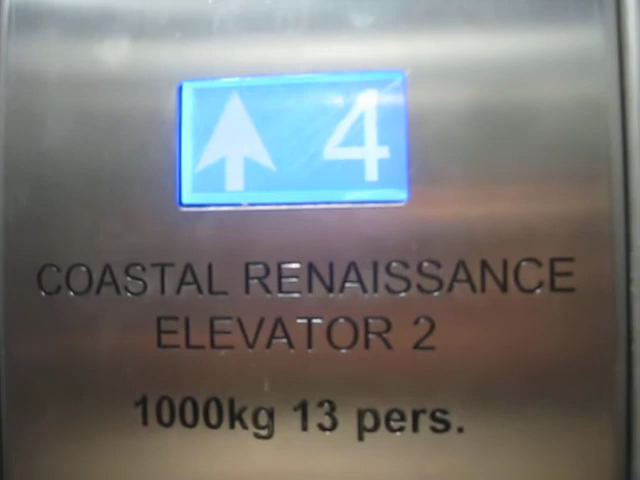 4
COASTAL RENAISSANCE
ELEVATOR 2
1000kg 13 pers.